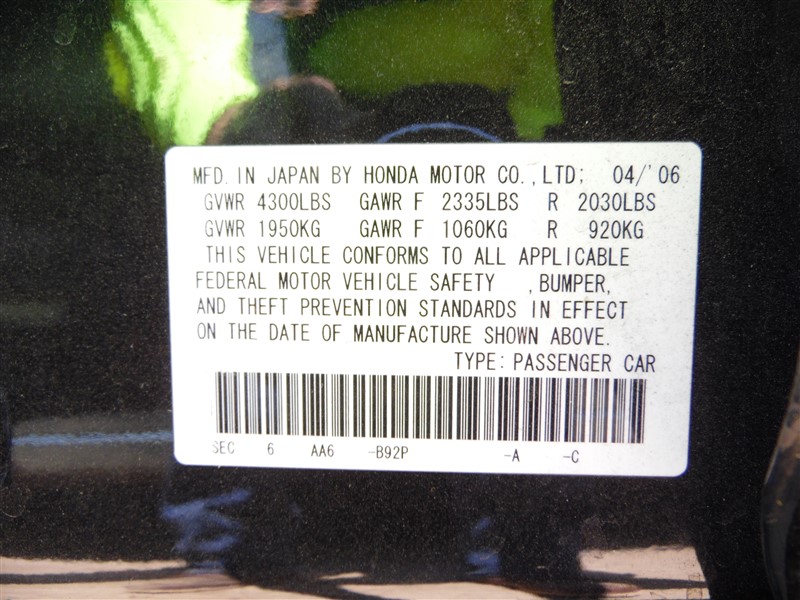 MFD. IN JAPAN BY HONDA MOTOR CO.,LTD; 04/'06
GVWR 4300LBS GAWR F 2335LBS R 2030LBS
GVWR 1950KG GAWR F 1060KG R 920KG
THIS VEHICLE CONFORMS TO ALL APPLICABLE
FEDERAL MOTOR VEHICLE SAFETY ,BUMPER,
AND THEFT PREVENTION STANDARDS IN EFFECT
ON THE DATE OF MANUFACTURE SHOWN ABOVE.
TYPE: PASSENGER CAR
SEC 6 AA6 -B92P -A -C